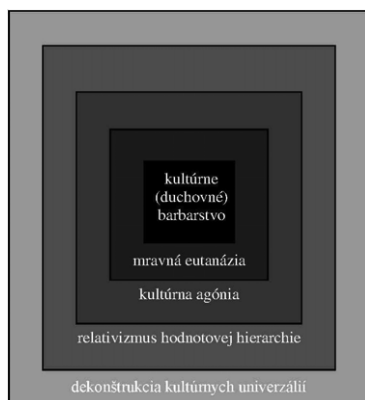 kultúrne
(duchovné)
barbarstvo
mravná eutanázia
kultúrna agónia
relativizmus hodnotovej hierarchie
dekonštrukcia kultúrnych univerzálií